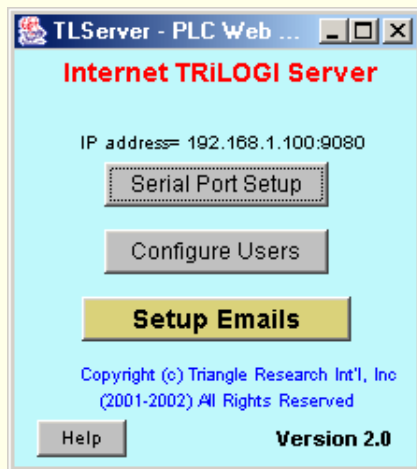 TLServer - PLC Web ...
Internet TRiLOGI Server
IP address= 192.168.1.100:9080
Serial Port Setup
Configure Users
Setup Emails
Copyright (c) Triangle Research Int'l, Inc
(2001-2002) All Rights Reserved
Help
Version 2.0